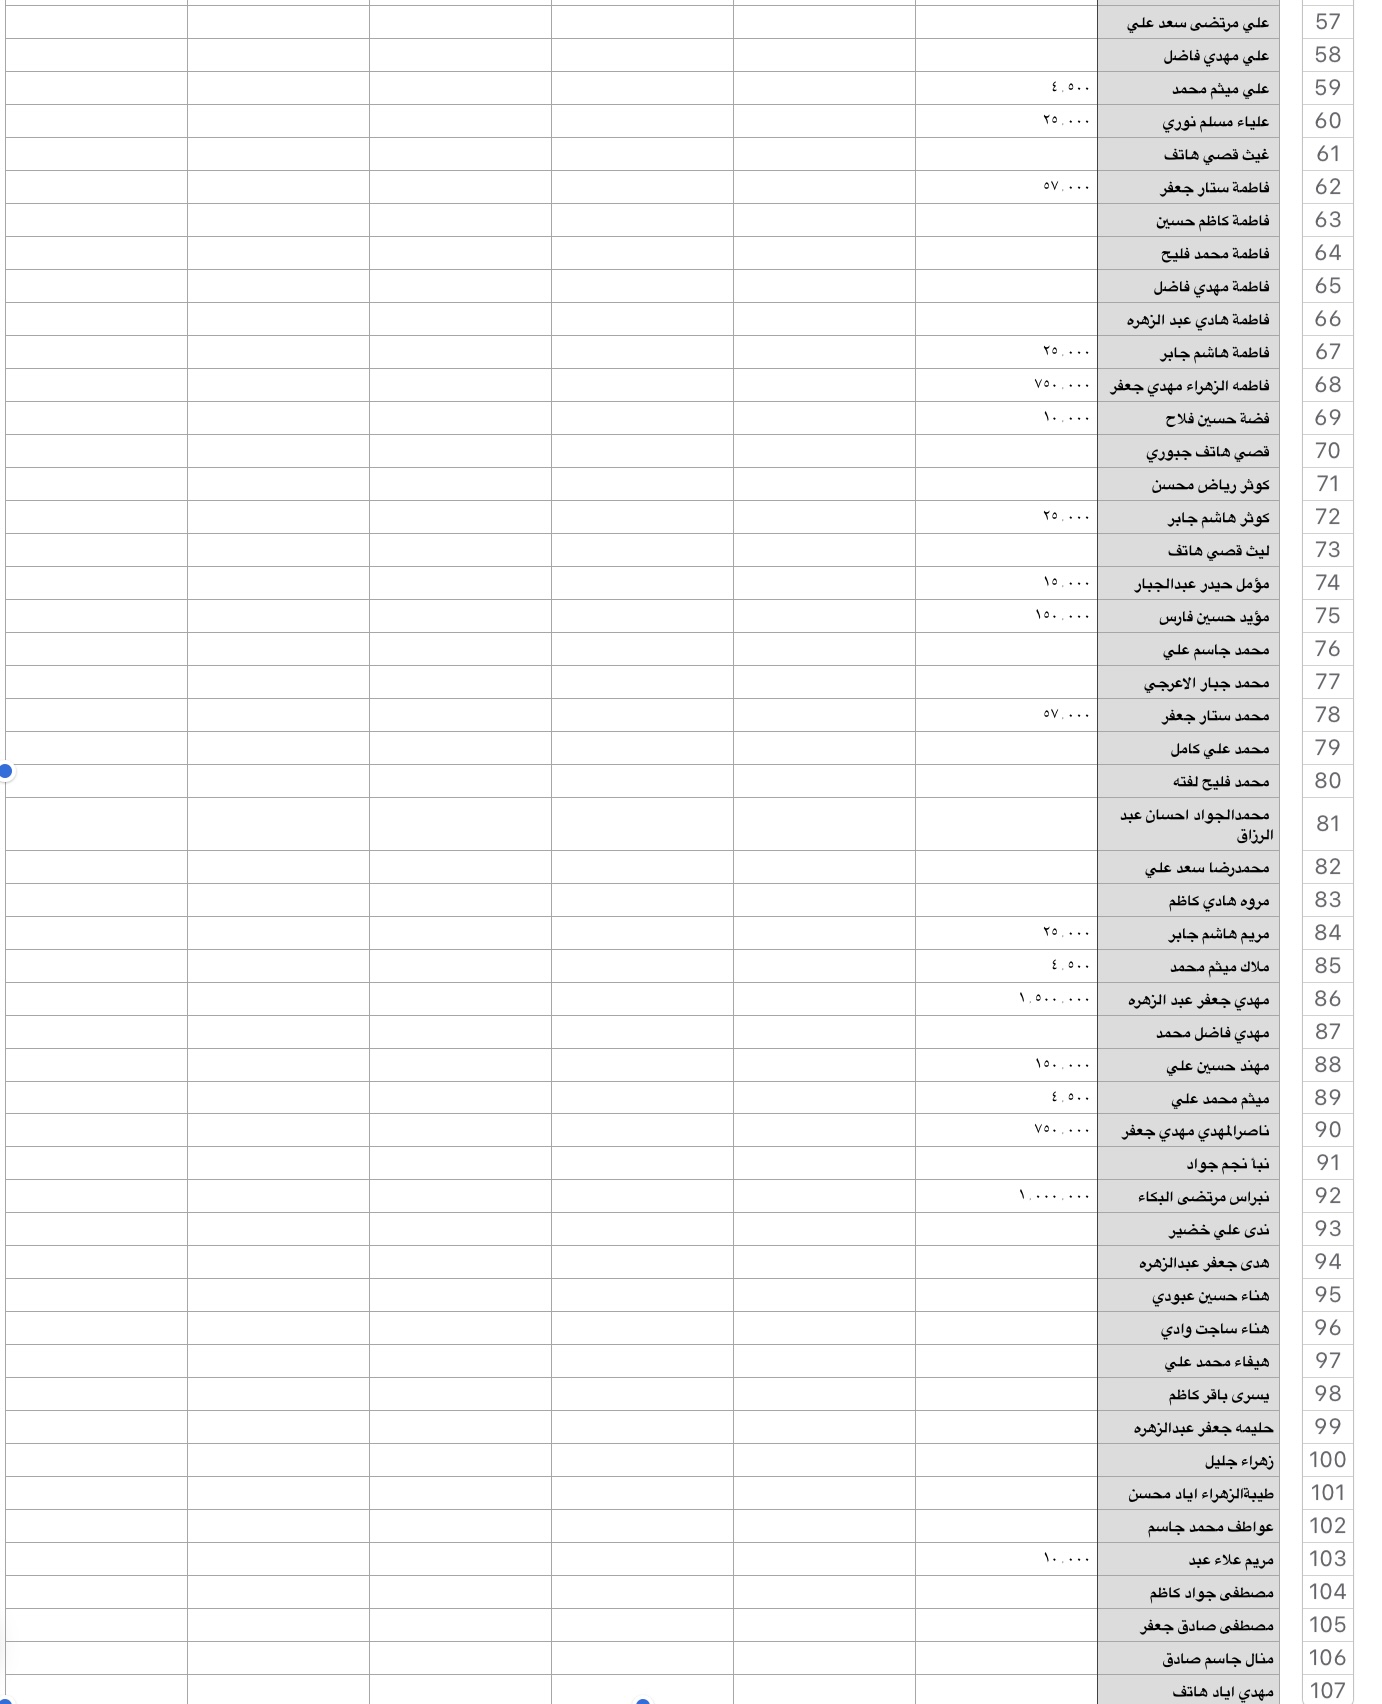 57 علي مرتضى سعد علي
58 علي مهدي فاضل
59 علي ميثم محمد ٤.٥٠٠
60 علياء مسلم نوري ٢٥.٠٠٠
61 غيث قصي هاتف
62 فاطمة ستار جعفر ٥٧.٠٠٠
63 فاطمة كاظم حسين
64 فاطمة محمد فليح
65 فاطمة مهدي فاضل
66 فاطمة هادي عبد الزهره
67 فاطمة هاشم جابر ٢٥.٠٠٠
68 فاطمه الزهراء مهدي جعفر ٧٥٠.٠٠٠
69 فضة حسين فلاح ١٠.٠٠٠
70 قصي هاتف جبوري
71 كوثر رياض محسن
72 كوثر هاشم جابر ٢٥.٠٠٠
73 ليث قصي هاتف
74 مؤمل حيدر عبدالجبار ١٥.٠٠٠
75 مؤيد حسين فارس ١٥٠.٠٠٠
76 محمد جاسم علي
77 محمد جبار الاعرجي
78 محمد ستار جعفر ٥٧.٠٠٠
79 محمد علي كامل
80 محمد فليح لفته
81 محمدالجواد احسان عبد
الرزاق
82 محمدرضا سعد علي
83 مروه هادي كاظم
84 مريم هاشم جابر ٢٥.٠٠٠
85 ملاك ميثم محمد ٤.٥٠٠
86 مهدي جعفر عبد الزهره ١.٥٠٠.٠٠٠
87 مهدي فاضل محمد
88 مهند حسين علي ١٥٠.٠٠٠
89 ميثم محمد علي ٤.٥٠٠
90 ناصرالمهدي مهدي جعفر ٧٥٠.٠٠٠
91 نبأ نجم جواد
92 نبراس مرتضى البكاء ١.٠٠٠.٠٠٠
93 ندى علي خضير
94 هدى جعفر عبدالزهره
95 هناء حسين عبودي
96 هناء ساجت وادي
97 هيفاء محمد علي
98 يسرى باقر كاظم
99 حليمه جعفر عبدالزهره
100 زهراء جليل
101 طيبةالزهراء اياد محسن
102 عواطف محمد جاسم
103 مريم علاء عبد ١٠.٠٠٠
104 مصطفى جواد كاظم
105 مصطفى صادق جعفر
106 منال جاسم صادق
107 مهدي اياد هاتف